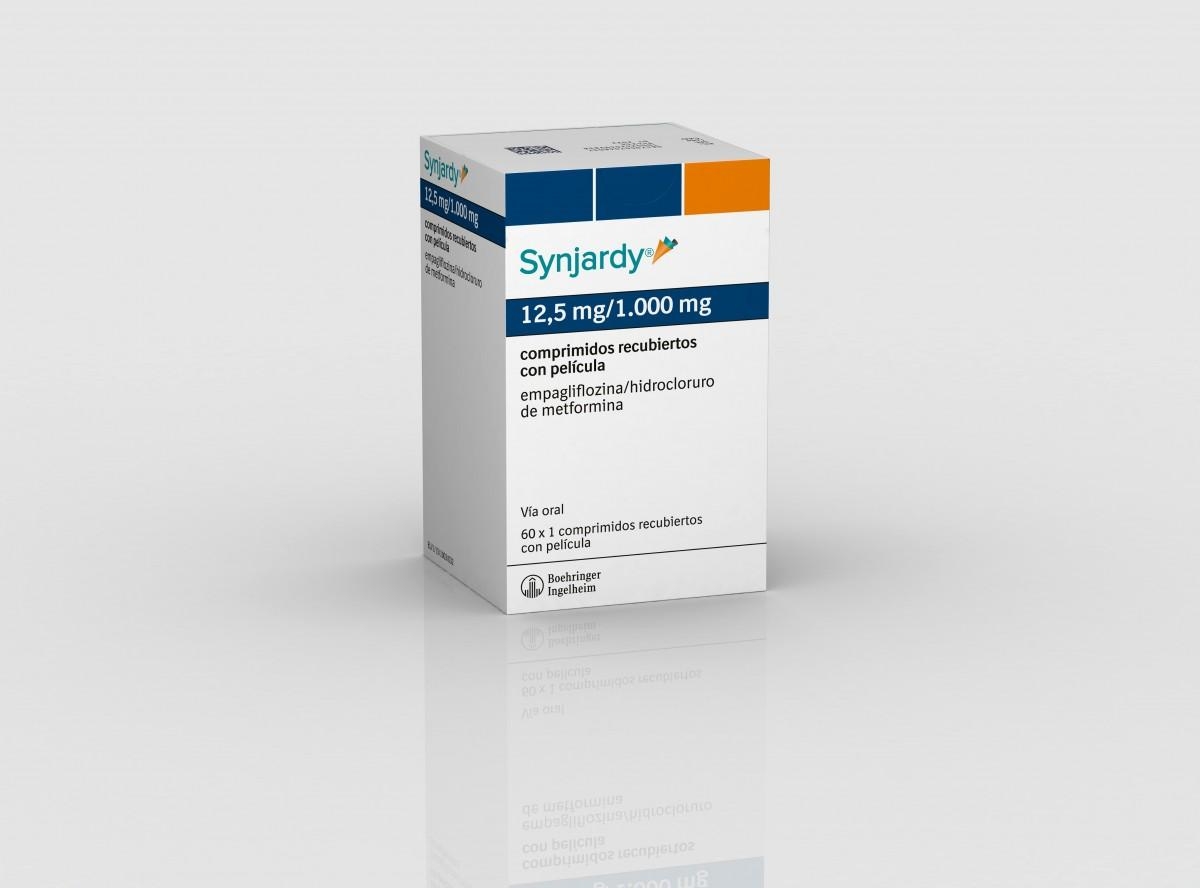 Synjardy®
12,5 mg/1.000 mg
comprimidos recubiertos
con película
empagliflozina/hidrocloruro
de metformina
Synjardy®
12,5 mg/1.000 mg
comprimidos recubiertos
con película
empagliflozina/hidrocloruro
de metformina
Vía oral
60 x 1 comprimidos recubiertos
con película
Boehringer
Ingelheim